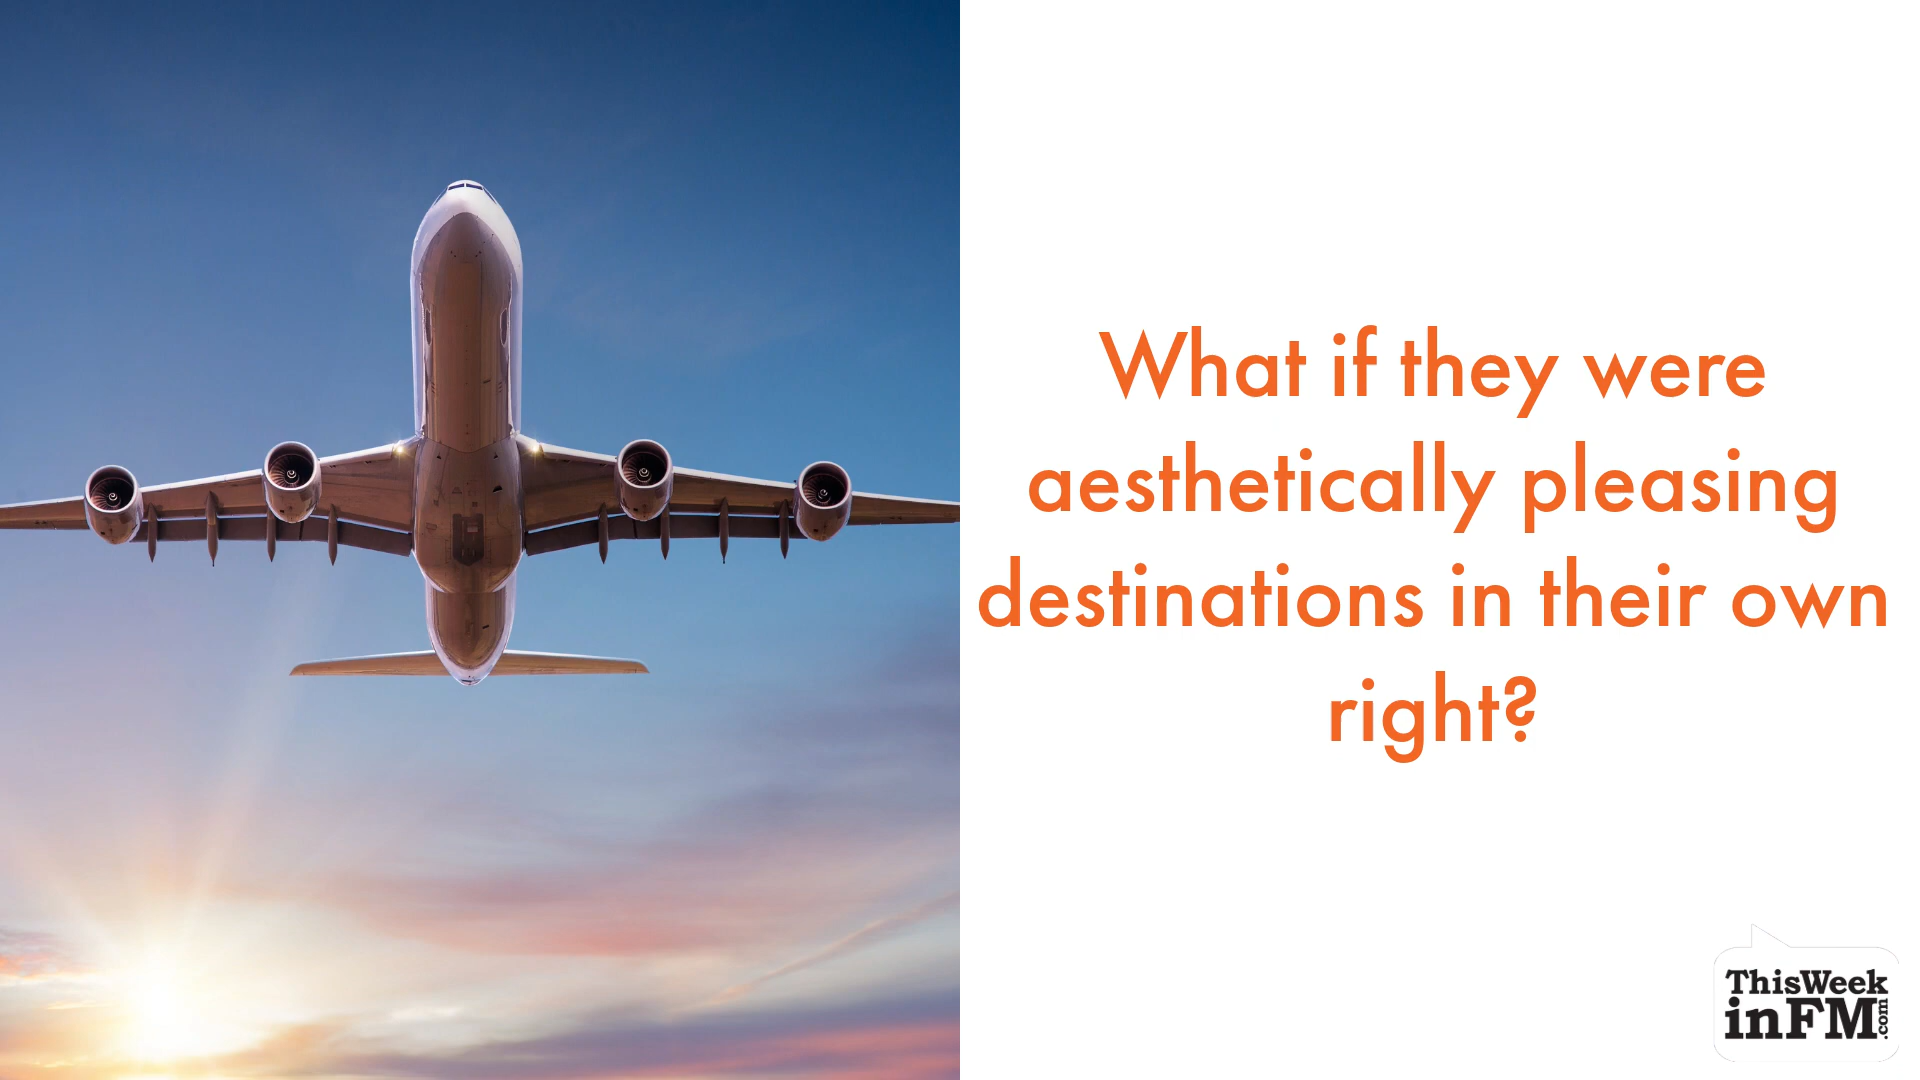 What if they were
aesthetically pleasing
destinations in their own
right?
ThisWeek
inFM.com